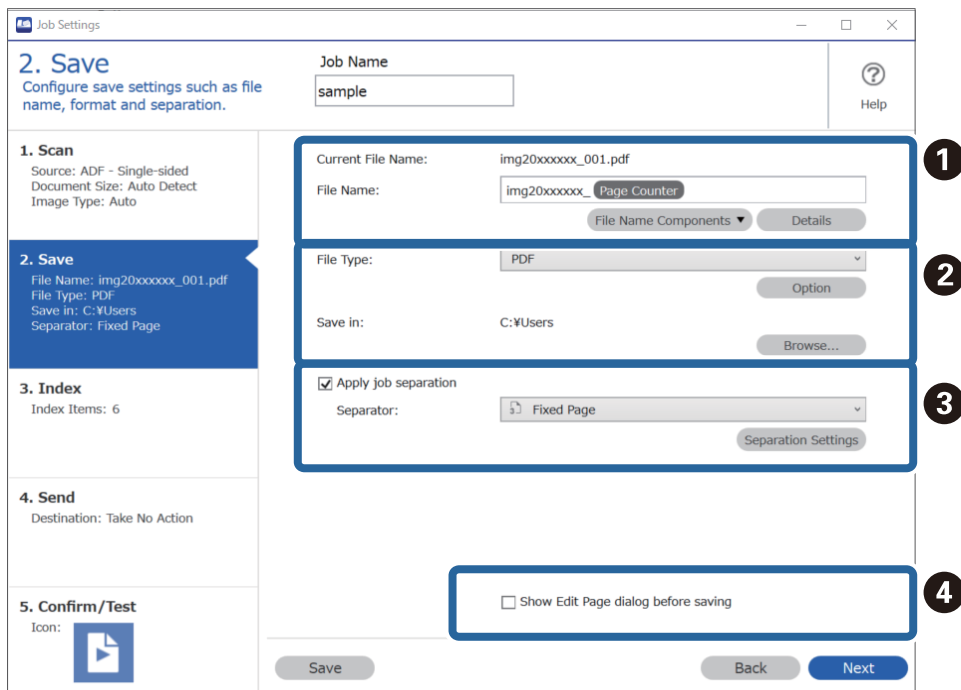 Job Settings
2. Save
Configure save settings such as file
name, format and separation.
Job Name
sample
Help
1. Scan
Source: ADF - Single-sided
Document Size: Auto Detect
Image Type: Auto
2. Save
File Name: img20xxxxxx_001.pdf
File Type: PDF
Save in: C:¥Users
Separator: Fixed Page
3. Index
Index Items: 6
4. Send
Destination: Take No Action
5. Confirm/Test
Icon:
Current File Name: img20xxxxxx_001.pdf
File Name: img20xxxxxx_ Page Counter
File Name Components ▼ Details
1
File Type: PDF
Option
Save in: C:¥Users
Browse...
2
Apply job separation
Separator: Fixed Page
Separation Settings
3
Show Edit Page dialog before saving
4
Save Back Next